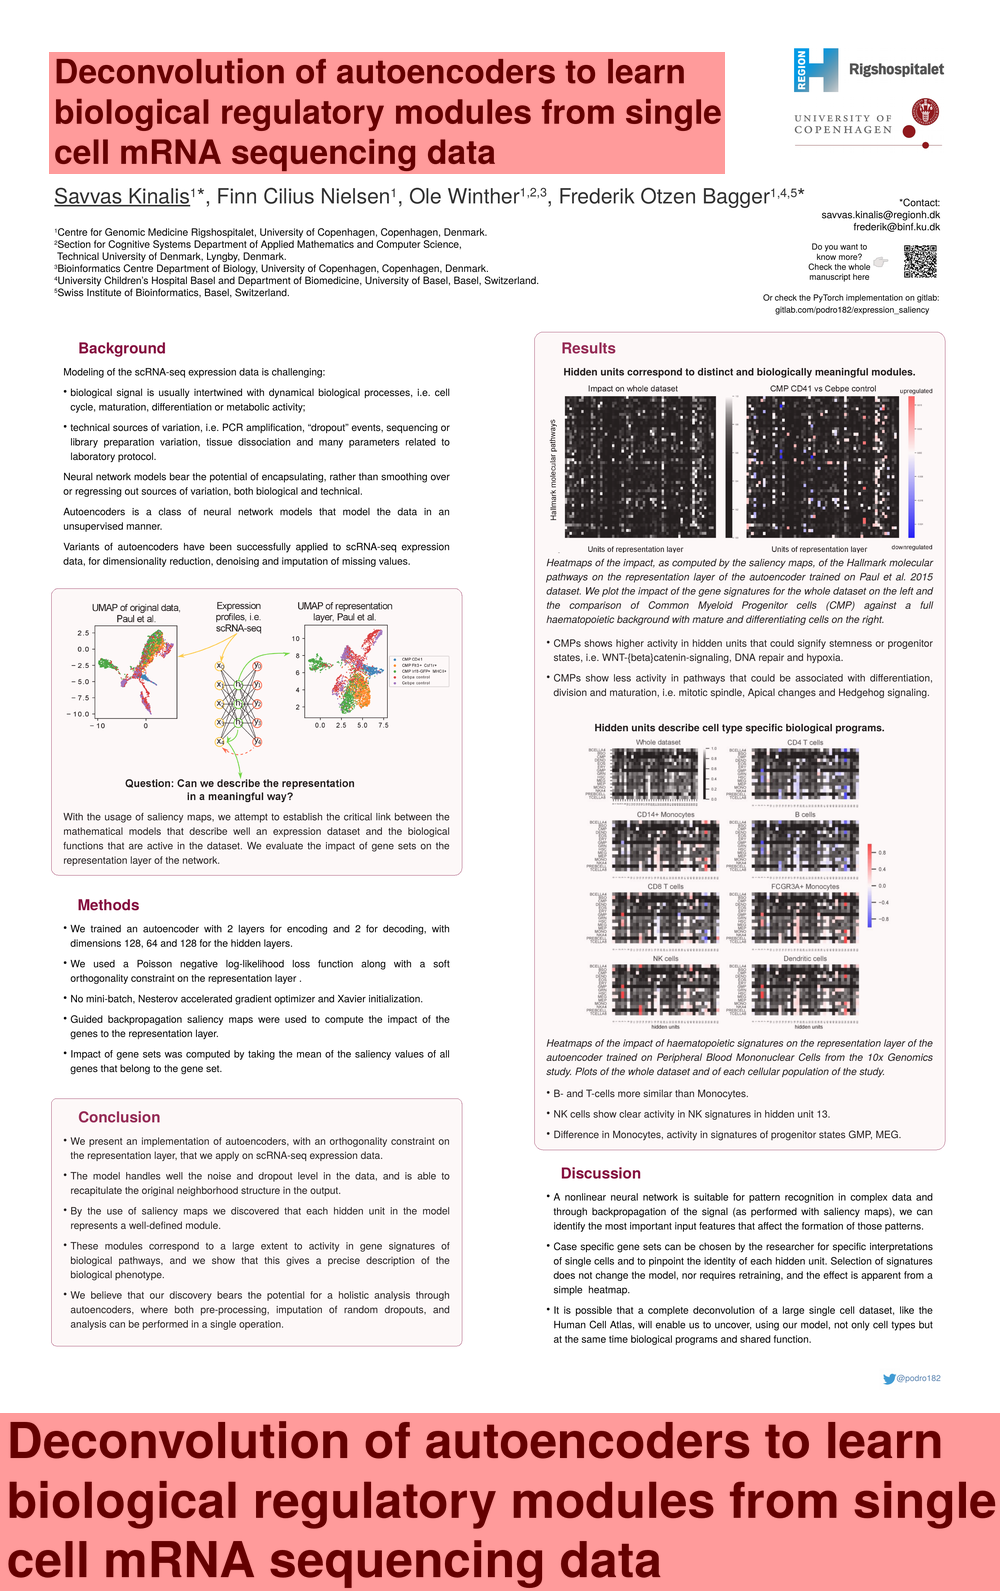 Deconvolution of autoencoders to learn
biological regulatory modules from single
cell mRNA sequencing data
REGION
H
Rigshospitalet
UNIVERSITY OF
COPENHAGEN
Savvas Kinalis1*, Finn Cilius Nielsen1, Ole Winther1,2,3, Frederik Otzen Bagger1,4,5*
1Centre for Genomic Medicine Rigshospitalet, University of Copenhagen, Copenhagen, Denmark.
2Section for Cognitive Systems Department of Applied Mathematics and Computer Science,
Technical University of Denmark, Lyngby, Denmark.
3Bioinformatics Centre Department of Biology, University of Copenhagen, Copenhagen, Denmark.
4University Children's Hospital Basel and Department of Biomedicine, University of Basel, Basel, Switzerland.
5Swiss Institute of Bioinformatics, Basel, Switzerland.
*Contact:
savvas.kinalis@regionh.dk
frederik@binf.ku.dk
Do you want to
know more?
Check the whole
manuscript here
Or check the PyTorch implementation on gitlab:
gitlab.com/podro182/expression_saliency
Background
Modeling of the scRNA-seq expression data is challenging:
• biological signal is usually intertwined with dynamical biological processes, i.e. cell
cycle, maturation, differentiation or metabolic activity;
• technical sources of variation, i.e. PCR amplification, “dropout” events, sequencing or
library preparation variation, tissue dissociation and many parameters related to
laboratory protocol.
Neural network models bear the potential of encapsulating, rather than smoothing over
or regressing out sources of variation, both biological and technical.
Autoencoders is a class of neural network models that model the data in an
unsupervised manner.
Variants of autoencoders have been successfully applied to scRNA-seq expression
data, for dimensionality reduction, denoising and imputation of missing values.
UMAP of original data,
Paul et al.
Expression
profiles, i.e.
scRNA-seq
UMAP of representation
layer, Paul et al.
2.5
0.0
−2.5
−5.0
−7.5
−10.0
−10
0
10
8
6
4
2
0.0 2.5 5.0 7.5
CMP CD41
CMP Flt3+ Csf1r+
CMP Irf8-GFP+ MHCII+
Cebpe control
Cebpa control
Question: Can we describe the representation
in a meaningful way?
With the usage of saliency maps, we attempt to establish the critical link between the
mathematical models that describe well an expression dataset and the biological
functions that are active in the dataset. We evaluate the impact of gene sets on the
representation layer of the network.
Methods
• We trained an autoencoder with 2 layers for encoding and 2 for decoding, with
dimensions 128, 64 and 128 for the hidden layers.
• We used a Poisson negative log-likelihood loss function along with a soft
orthogonality constraint on the representation layer .
• No mini-batch, Nesterov accelerated gradient optimizer and Xavier initialization.
• Guided backpropagation saliency maps were used to compute the impact of the
genes to the representation layer.
• Impact of gene sets was computed by taking the mean of the saliency values of all
genes that belong to the gene set.
Conclusion
• We present an implementation of autoencoders, with an orthogonality constraint on
the representation layer, that we apply on scRNA-seq expression data.
• The model handles well the noise and dropout level in the data, and is able to
recapitulate the original neighborhood structure in the output.
• By the use of saliency maps we discovered that each hidden unit in the model
represents a well-defined module.
• These modules correspond to a large extent to activity in gene signatures of
biological pathways, and we show that this gives a precise description of the
biological phenotype.
• We believe that our discovery bears the potential for a holistic analysis through
autoencoders, where both pre-processing, imputation of random dropouts, and
analysis can be performed in a single operation.
Results
Hidden units correspond to distinct and biologically meaningful modules.
Impact on whole dataset
CMP CD41 vs Cebpe control
upregulated
Hallmark molecular pathways
Units of representation layer
Units of representation layer
downregulated
Heatmaps of the impact, as computed by the saliency maps, of the Hallmark molecular
pathways on the representation layer of the autoencoder trained on Paul et al. 2015
dataset. We plot the impact of the gene signatures for the whole dataset on the left and
the comparison of Common Myeloid Progenitor cells (CMP) against a full
haematopoietic background with mature and differentiating cells on the right.
• CMPs shows higher activity in hidden units that could signify stemness or progenitor
states, i.e. WNT-{beta}catenin-signaling, DNA repair and hypoxia.
• CMPs show less activity in pathways that could be associated with differentiation,
division and maturation, i.e. mitotic spindle, Apical changes and Hedgehog signaling.
Hidden units describe cell type specific biological programs.
Whole dataset
CD4 T cells
CD14+ Monocytes
B cells
CD8 T cells
FCGR3A+ Monocytes
NK cells
Dendritic cells
0.8
0.4
0.0
−0.4
−0.8
hidden units
hidden units
Heatmaps of the impact of haematopoietic signatures on the representation layer of the
autoencoder trained on Peripheral Blood Mononuclear Cells from the 10x Genomics
study. Plots of the whole dataset and of each cellular population of the study.
• B- and T-cells more similar than Monocytes.
• NK cells show clear activity in NK signatures in hidden unit 13.
• Difference in Monocytes, activity in signatures of progenitor states GMP, MEG.
Discussion
• A nonlinear neural network is suitable for pattern recognition in complex data and
through backpropagation of the signal (as performed with saliency maps), we can
identify the most important input features that affect the formation of those patterns.
• Case specific gene sets can be chosen by the researcher for specific interpretations
of single cells and to pinpoint the identity of each hidden unit. Selection of signatures
does not change the model, nor requires retraining, and the effect is apparent from a
simple heatmap.
• It is possible that a complete deconvolution of a large single cell dataset, like the
Human Cell Atlas, will enable us to uncover, using our model, not only cell types but
at the same time biological programs and shared function.
@podro182
Deconvolution of autoencoders to learn
biological regulatory modules from single
cell mRNA sequencing data